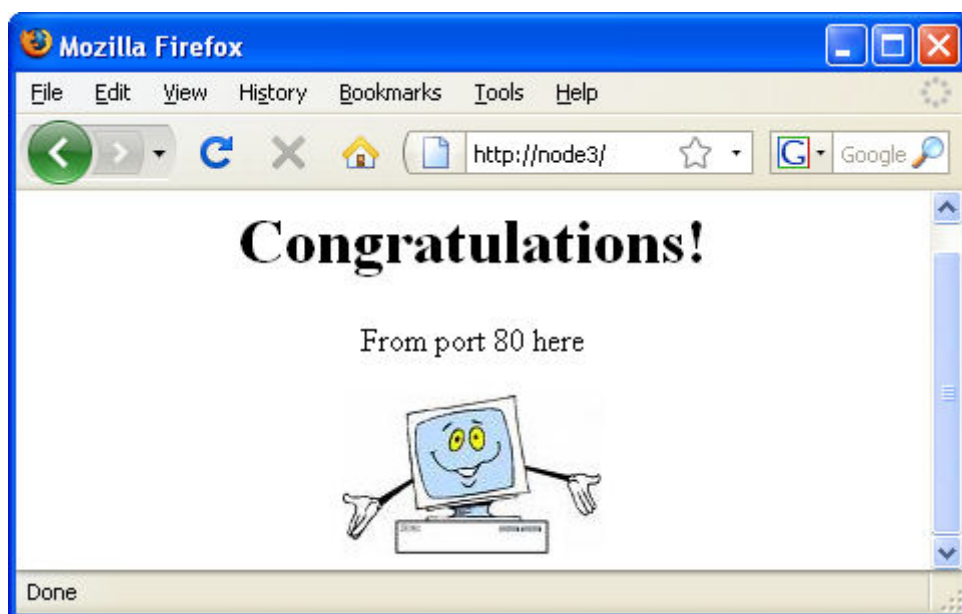 Mozilla Firefox
File Edit View History Bookmarks Tools Help
http://node3/ G Google
Congratulations!
From port 80 here
Done